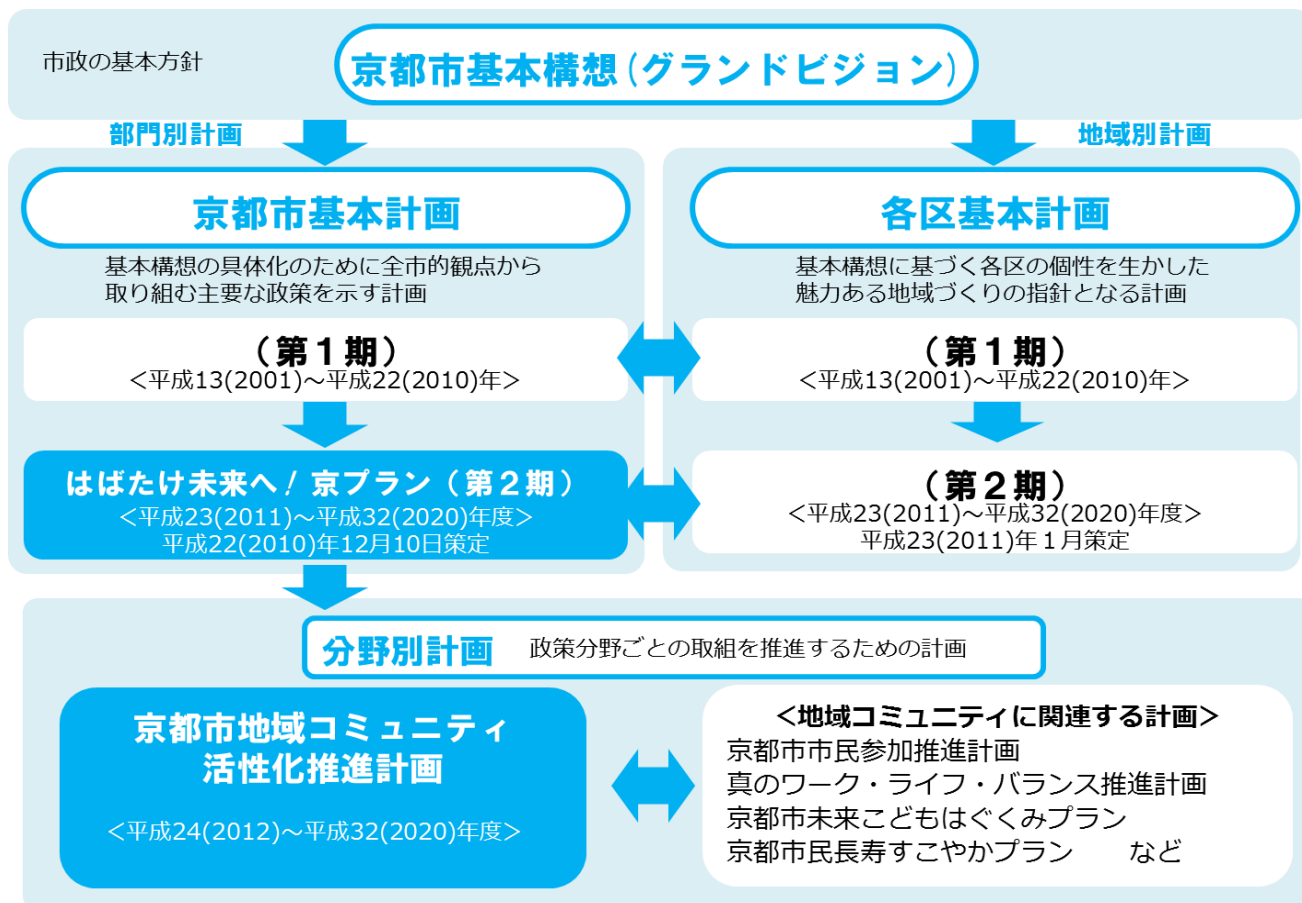 市政の基本方針
京都市基本構想(グランドビジョン)
部門別計画
地域別計画
京都市基本計画
基本構想の具体化のために全市的観点から
取り組む主要な政策を示す計画
(第1期)
<平成13(2001)~平成22(2010)年>
はばたけ未来へ!京プラン(第2期)
<平成23(2011)~平成32(2020)年度>
平成22(2010)年12月10日策定
各区基本計画
基本構想に基づく各区の個性を生かした
魅力ある地域づくりの指針となる計画
(第1期)
<平成13(2001)~平成22(2010)年>
(第2期)
<平成23(2011)~平成32(2020)年度>
平成23(2011)年1月策定
分野別計画 政策分野ごとの取組を推進するための計画
京都市地域コミュニティ
活性化推進計画
<平成24(2012)~平成32(2020)年度>
<地域コミュニティに関連する計画>
京都市市民参加推進計画
真のワーク・ライフ・バランス推進計画
京都市未来こどもはぐくみプラン
京都市民長寿すこやかプラン など